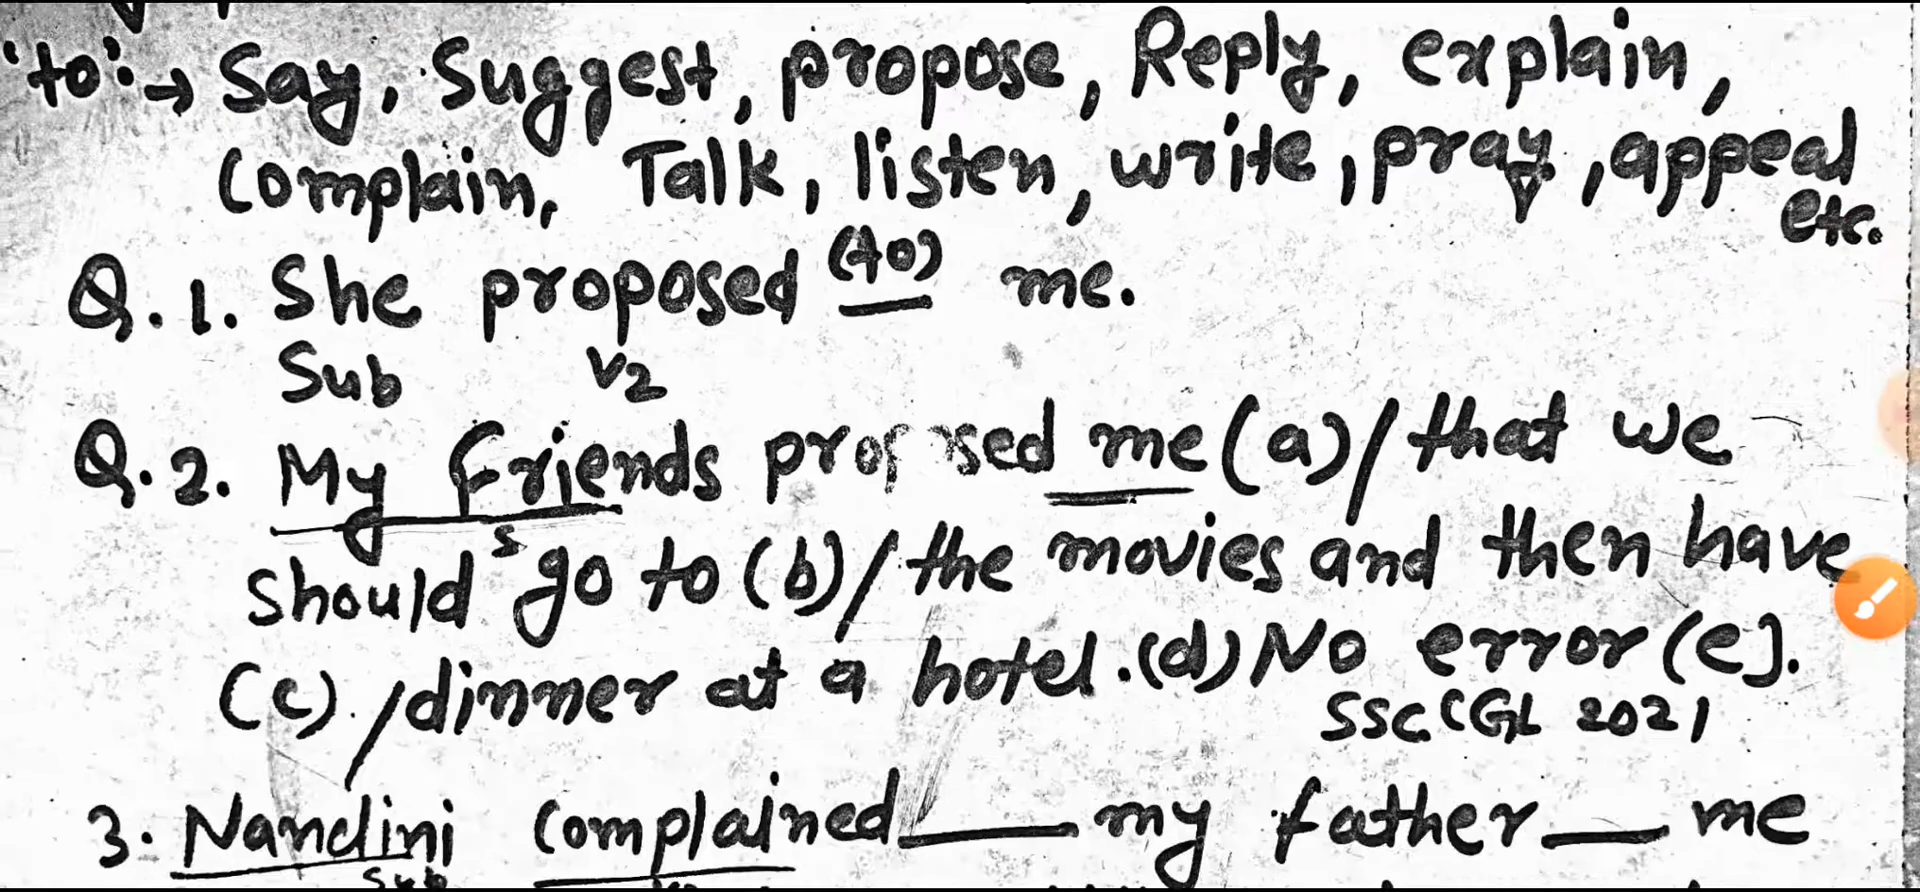 'to':→ Say, Suggest, propose, Reply, explain,
Complain, Talk, listen, write, pray, appeal
etc.
Q.1. She proposed (to) me.
Sub V2
Q.2. My friends proposed me (a)/ that we
s
should go to (b)/ the movies and then have
(c)./dinner at a hotel.(d) No error (e).
SSC CGL 2021
3. Nandini Complained ___ my father ___ me
Sub